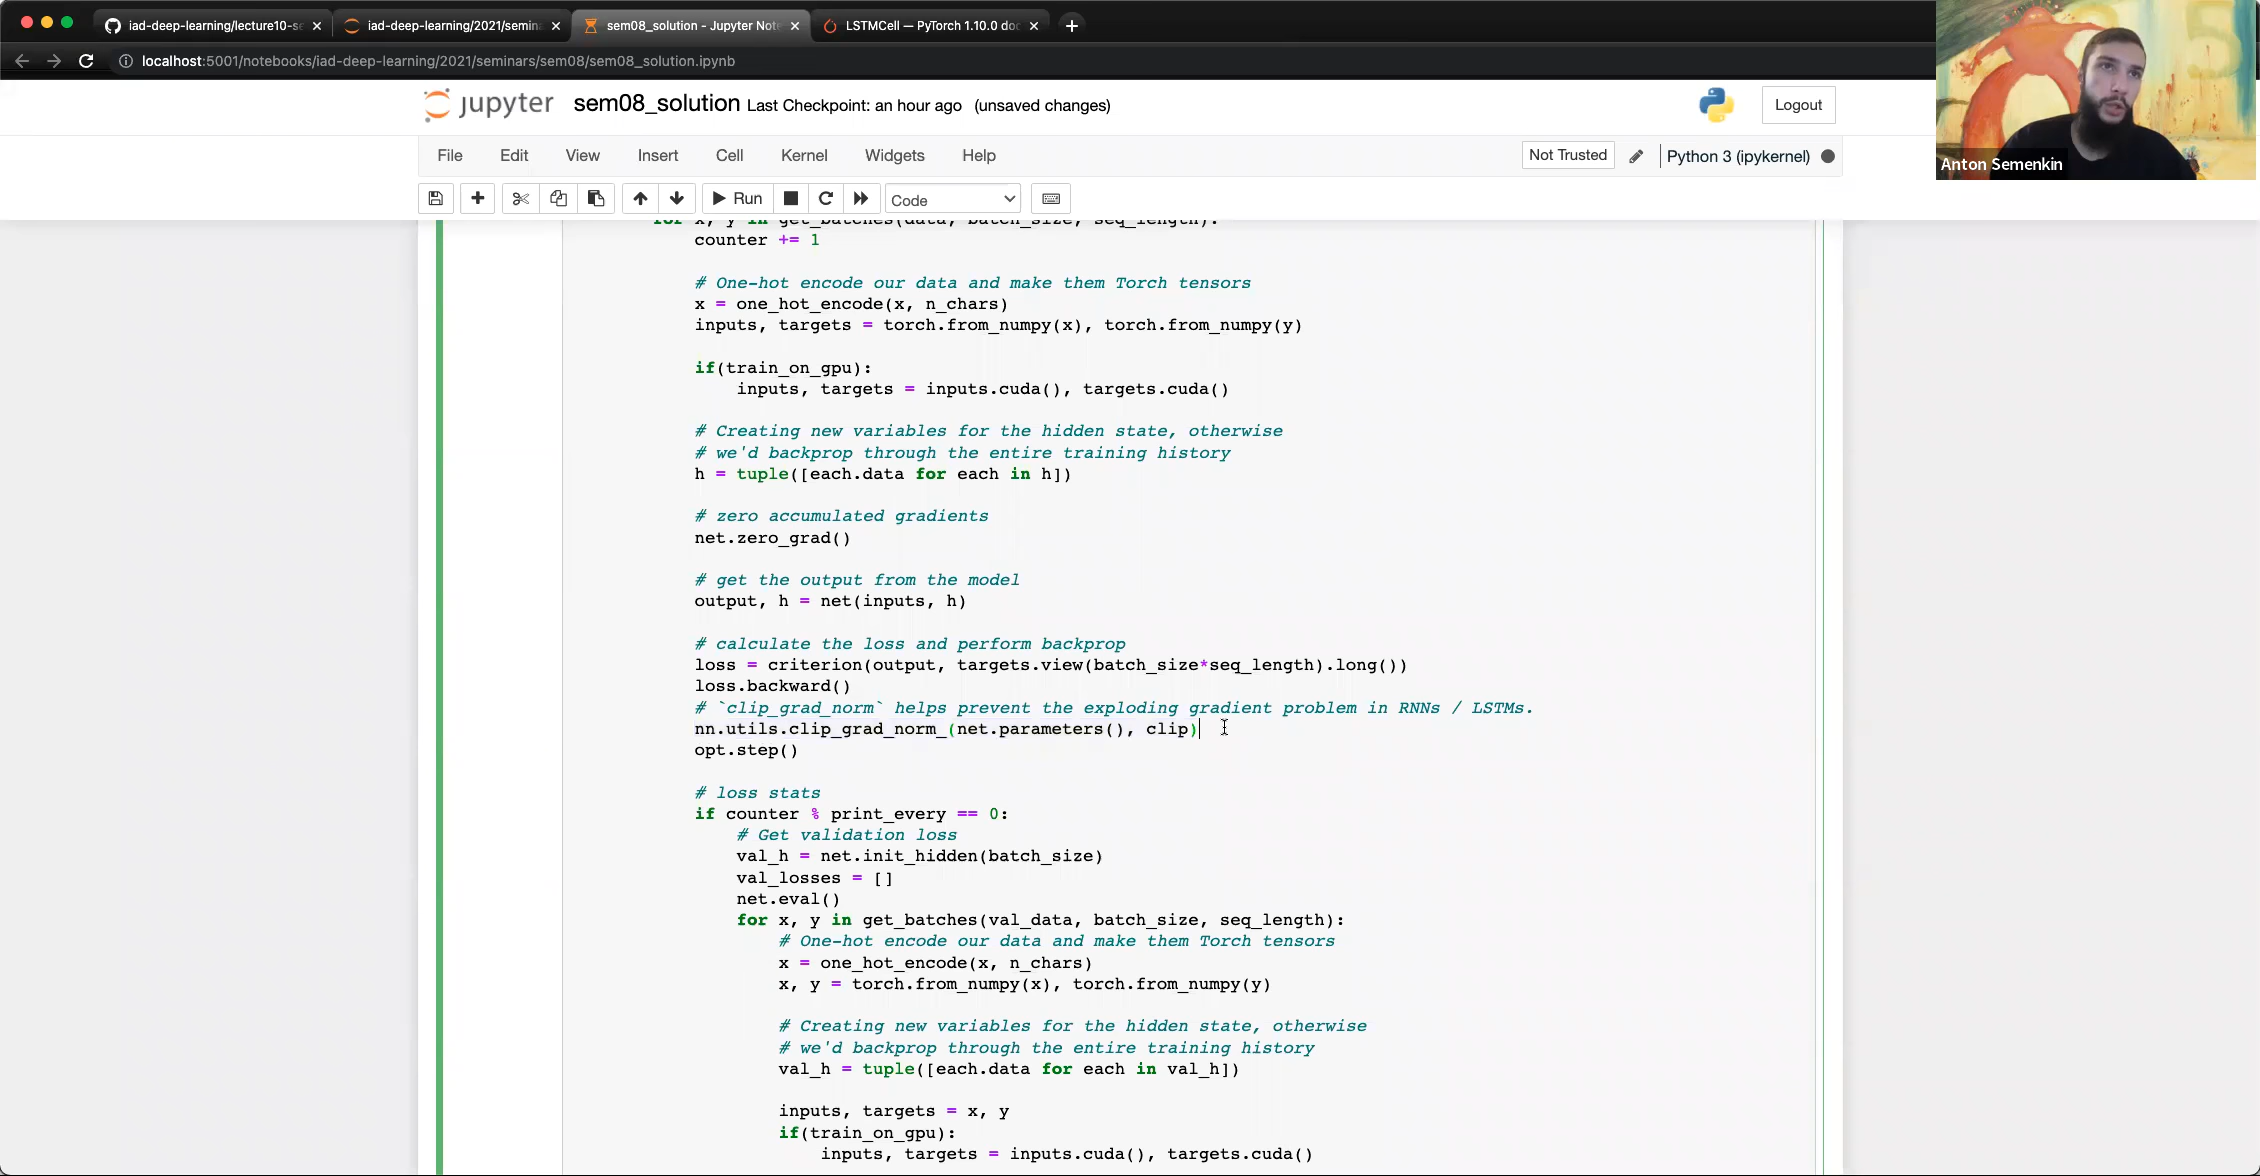 iad-deep-learning/lecture10-se
iad-deep-learning/2021/semin
sem08_solution - Jupyter Note
LSTMCell — PyTorch 1.10.0 doc
localhost:5001/notebooks/iad-deep-learning/2021/seminars/sem08/sem08_solution.ipynb
Anton Semenkin
jupyter sem08_solution Last Checkpoint: an hour ago (unsaved changes)
Logout
File Edit View Insert Cell Kernel Widgets Help
Not Trusted Python 3 (ipykernel)
Run Code
for x, y in get_batches(data, batch_size, seq_length):
counter += 1
# One-hot encode our data and make them Torch tensors
x = one_hot_encode(x, n_chars)
inputs, targets = torch.from_numpy(x), torch.from_numpy(y)
if(train_on_gpu):
inputs, targets = inputs.cuda(), targets.cuda()
# Creating new variables for the hidden state, otherwise
# we'd backprop through the entire training history
h = tuple([each.data for each in h])
# zero accumulated gradients
net.zero_grad()
# get the output from the model
output, h = net(inputs, h)
# calculate the loss and perform backprop
loss = criterion(output, targets.view(batch_size*seq_length).long())
loss.backward()
# `clip_grad_norm` helps prevent the exploding gradient problem in RNNs / LSTMs.
nn.utils.clip_grad_norm_(net.parameters(), clip)
opt.step()
# loss stats
if counter % print_every == 0:
# Get validation loss
val_h = net.init_hidden(batch_size)
val_losses = []
net.eval()
for x, y in get_batches(val_data, batch_size, seq_length):
# One-hot encode our data and make them Torch tensors
x = one_hot_encode(x, n_chars)
x, y = torch.from_numpy(x), torch.from_numpy(y)
# Creating new variables for the hidden state, otherwise
# we'd backprop through the entire training history
val_h = tuple([each.data for each in val_h])
inputs, targets = x, y
if(train_on_gpu):
inputs, targets = inputs.cuda(), targets.cuda()